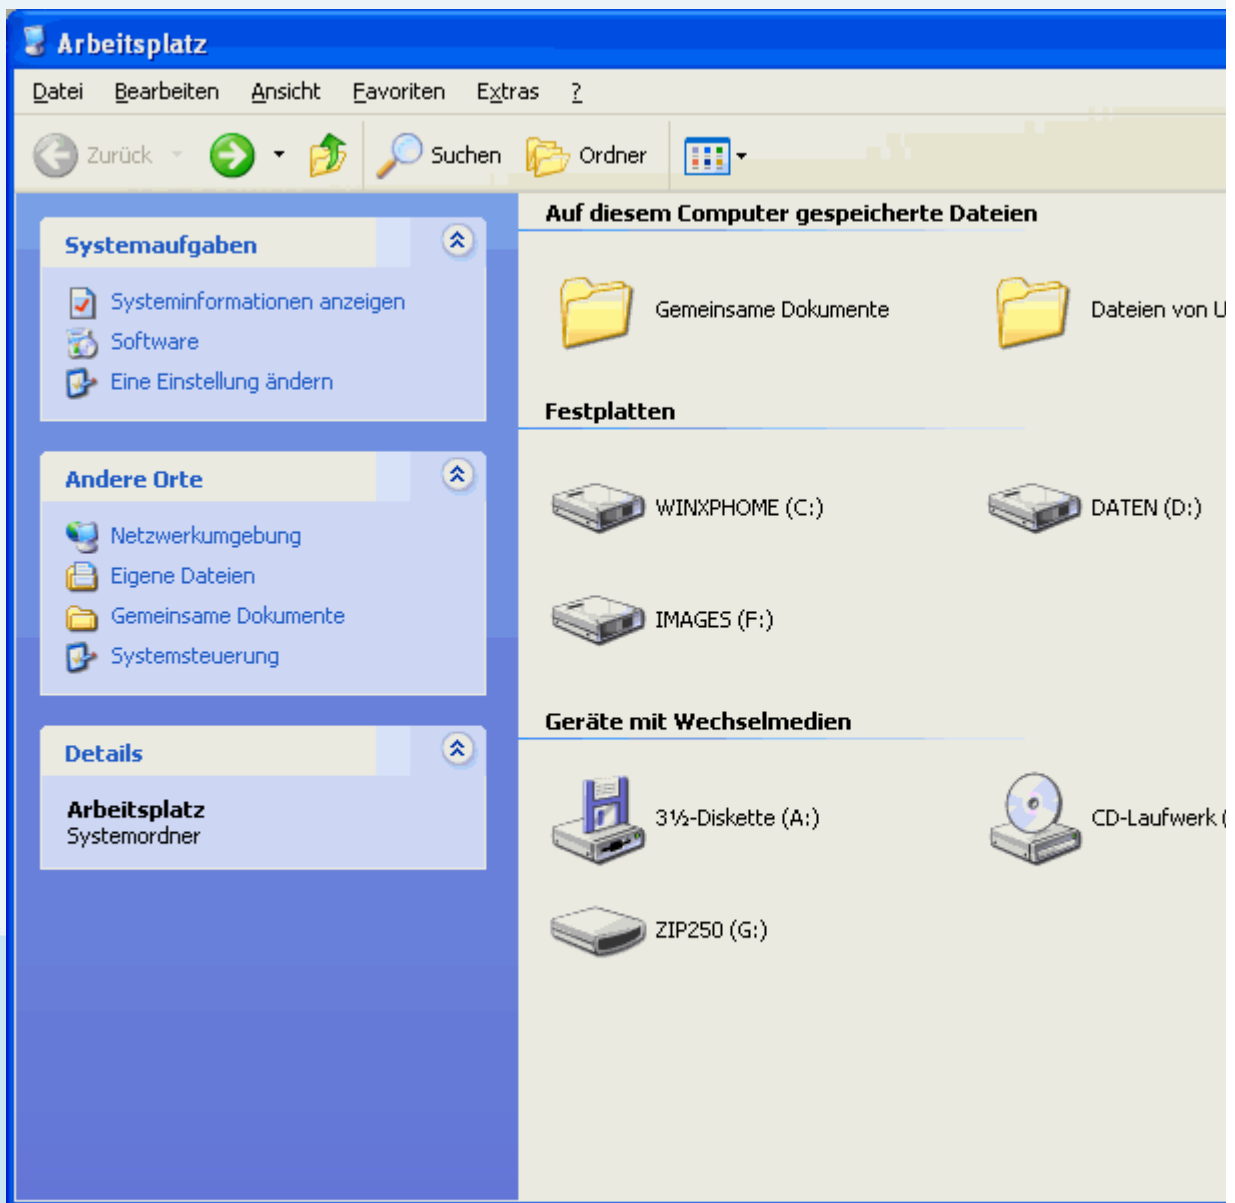 Arbeitsplatz
Datei Bearbeiten Ansicht Favoriten Extras ?
Zurück Suchen Ordner
Systemaufgaben
Systeminformationen anzeigen
Software
Eine Einstellung ändern
Andere Orte
Netzwerkumgebung
Eigene Dateien
Gemeinsame Dokumente
Systemsteuerung
Details
Arbeitsplatz
Systemordner
Auf diesem Computer gespeicherte Dateien
Gemeinsame Dokumente Dateien von
Festplatten
WINXPHOME (C:) DATEN (D:)
IMAGES (F:)
Geräte mit Wechselmedien
3½-Diskette (A:) CD-Laufwerk (
ZIP250 (G:)